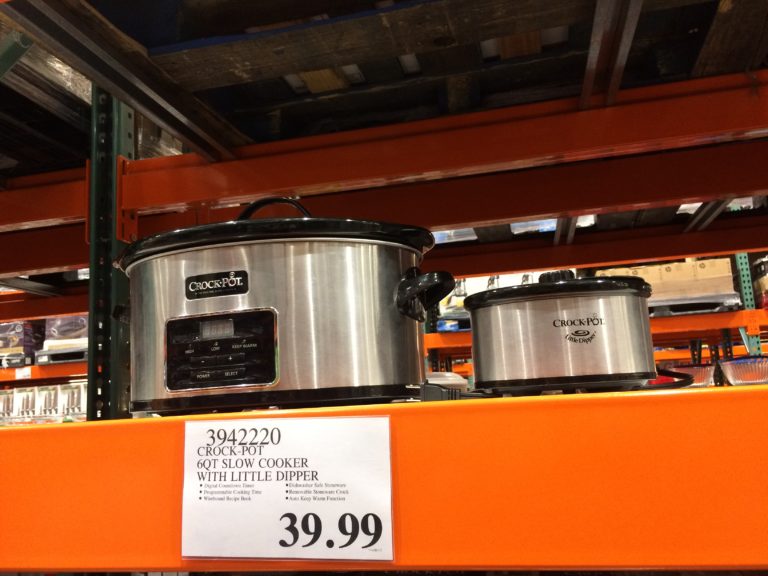 CROCK-POT
HIGH LOW KEEP WARM
POWER SELECT
CROCK-POT
Little Dipper
3942220
CROCK-POT
6QT SLOW COOKER
WITH LITTLE DIPPER
• Digital Countdown Timer • Dishwasher Safe Stoneware
• Programmable Cooking Time • Removable Stoneware Crock
• Wirebound Recipe Book • Auto Keep Warm Function
39.99